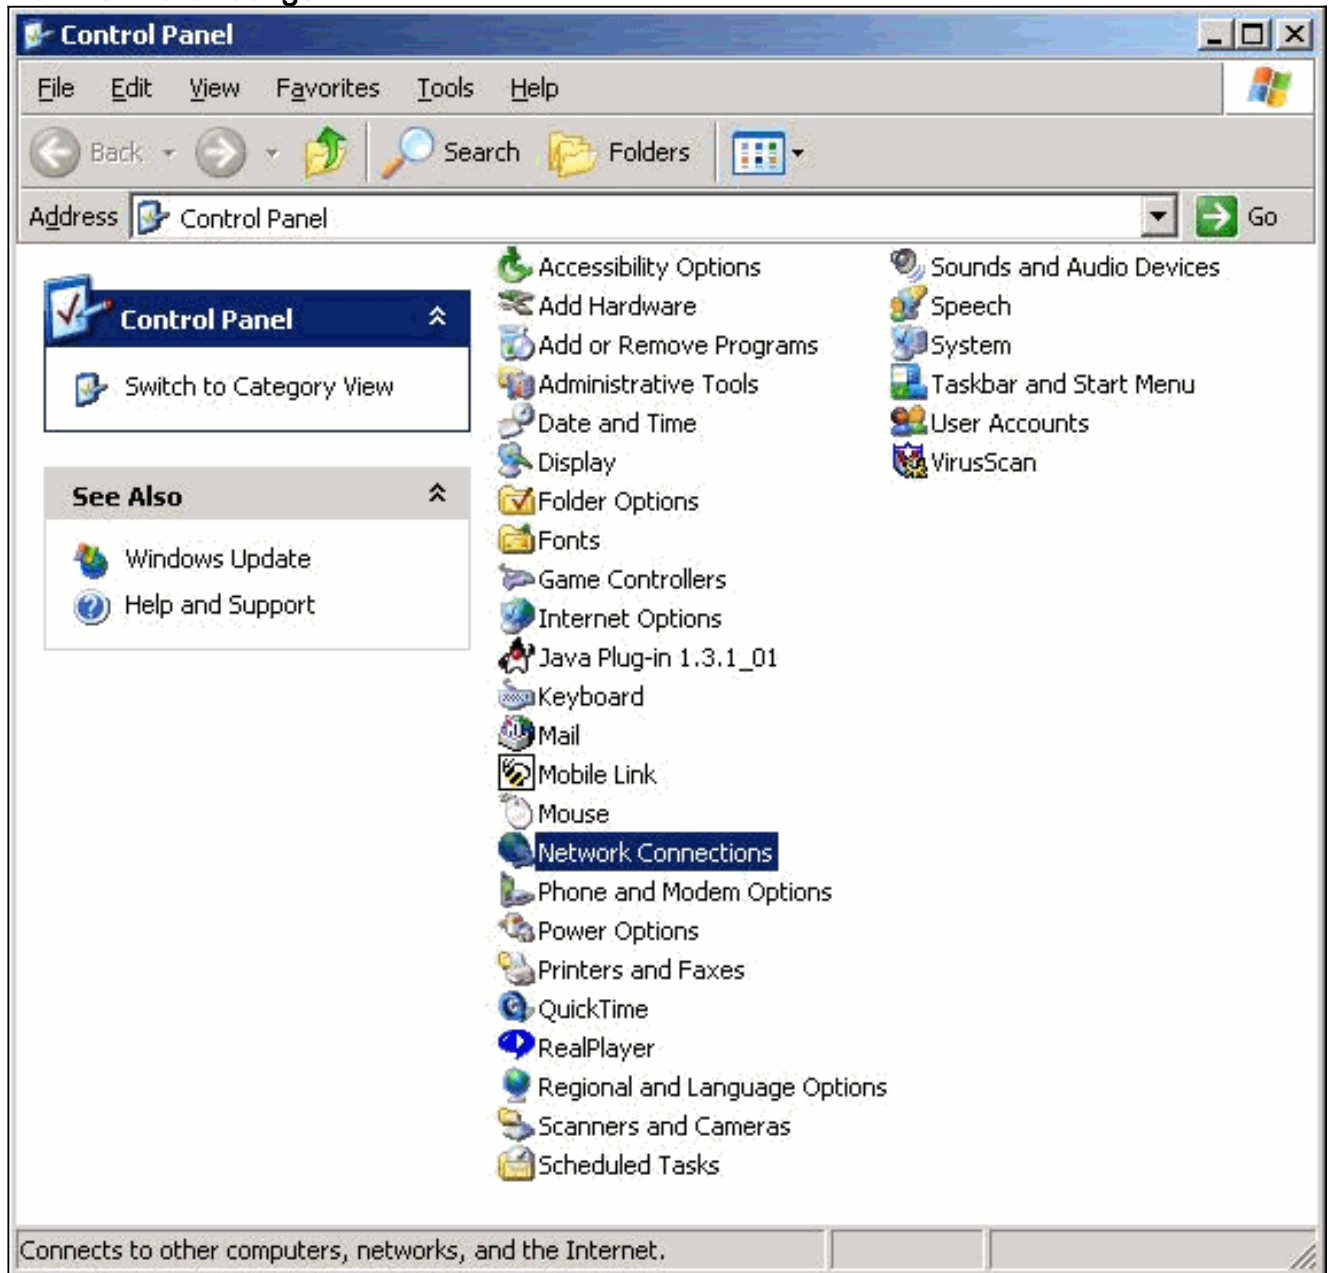 Control Panel
File Edit View Favorites Tools Help
Back Search Folders
Address Control Panel Go
Control Panel
Switch to Category View
See Also
Windows Update
Help and Support
Accessibility Options
Add Hardware
Add or Remove Programs
Administrative Tools
Date and Time
Display
Folder Options
Fonts
Game Controllers
Internet Options
Java Plug-in 1.3.1_01
Keyboard
Mail
Mobile Link
Mouse
Network Connections
Phone and Modem Options
Power Options
Printers and Faxes
QuickTime
RealPlayer
Regional and Language Options
Scanners and Cameras
Scheduled Tasks
Sounds and Audio Devices
Speech
System
Taskbar and Start Menu
User Accounts
VirusScan
Connects to other computers, networks, and the Internet.